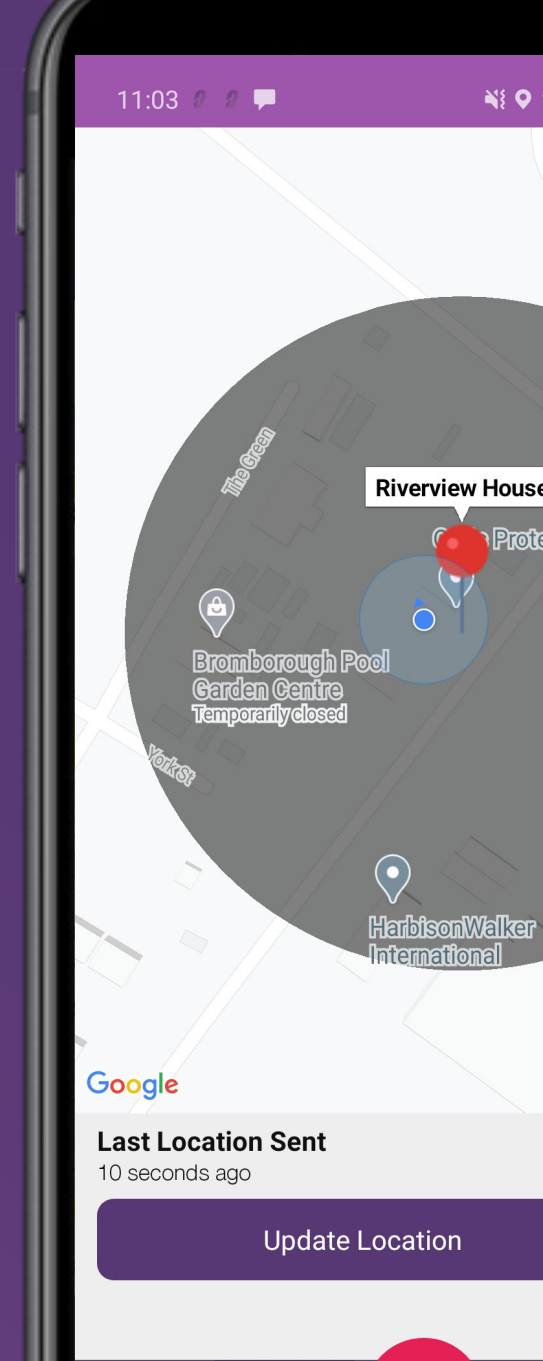 11:03
The Green
Riverview House
Prote
Bromborough Pool
Garden Centre
Temporarily closed
York St
HarbisonWalker
International
Google
Last Location Sent
10 seconds ago
Update Location